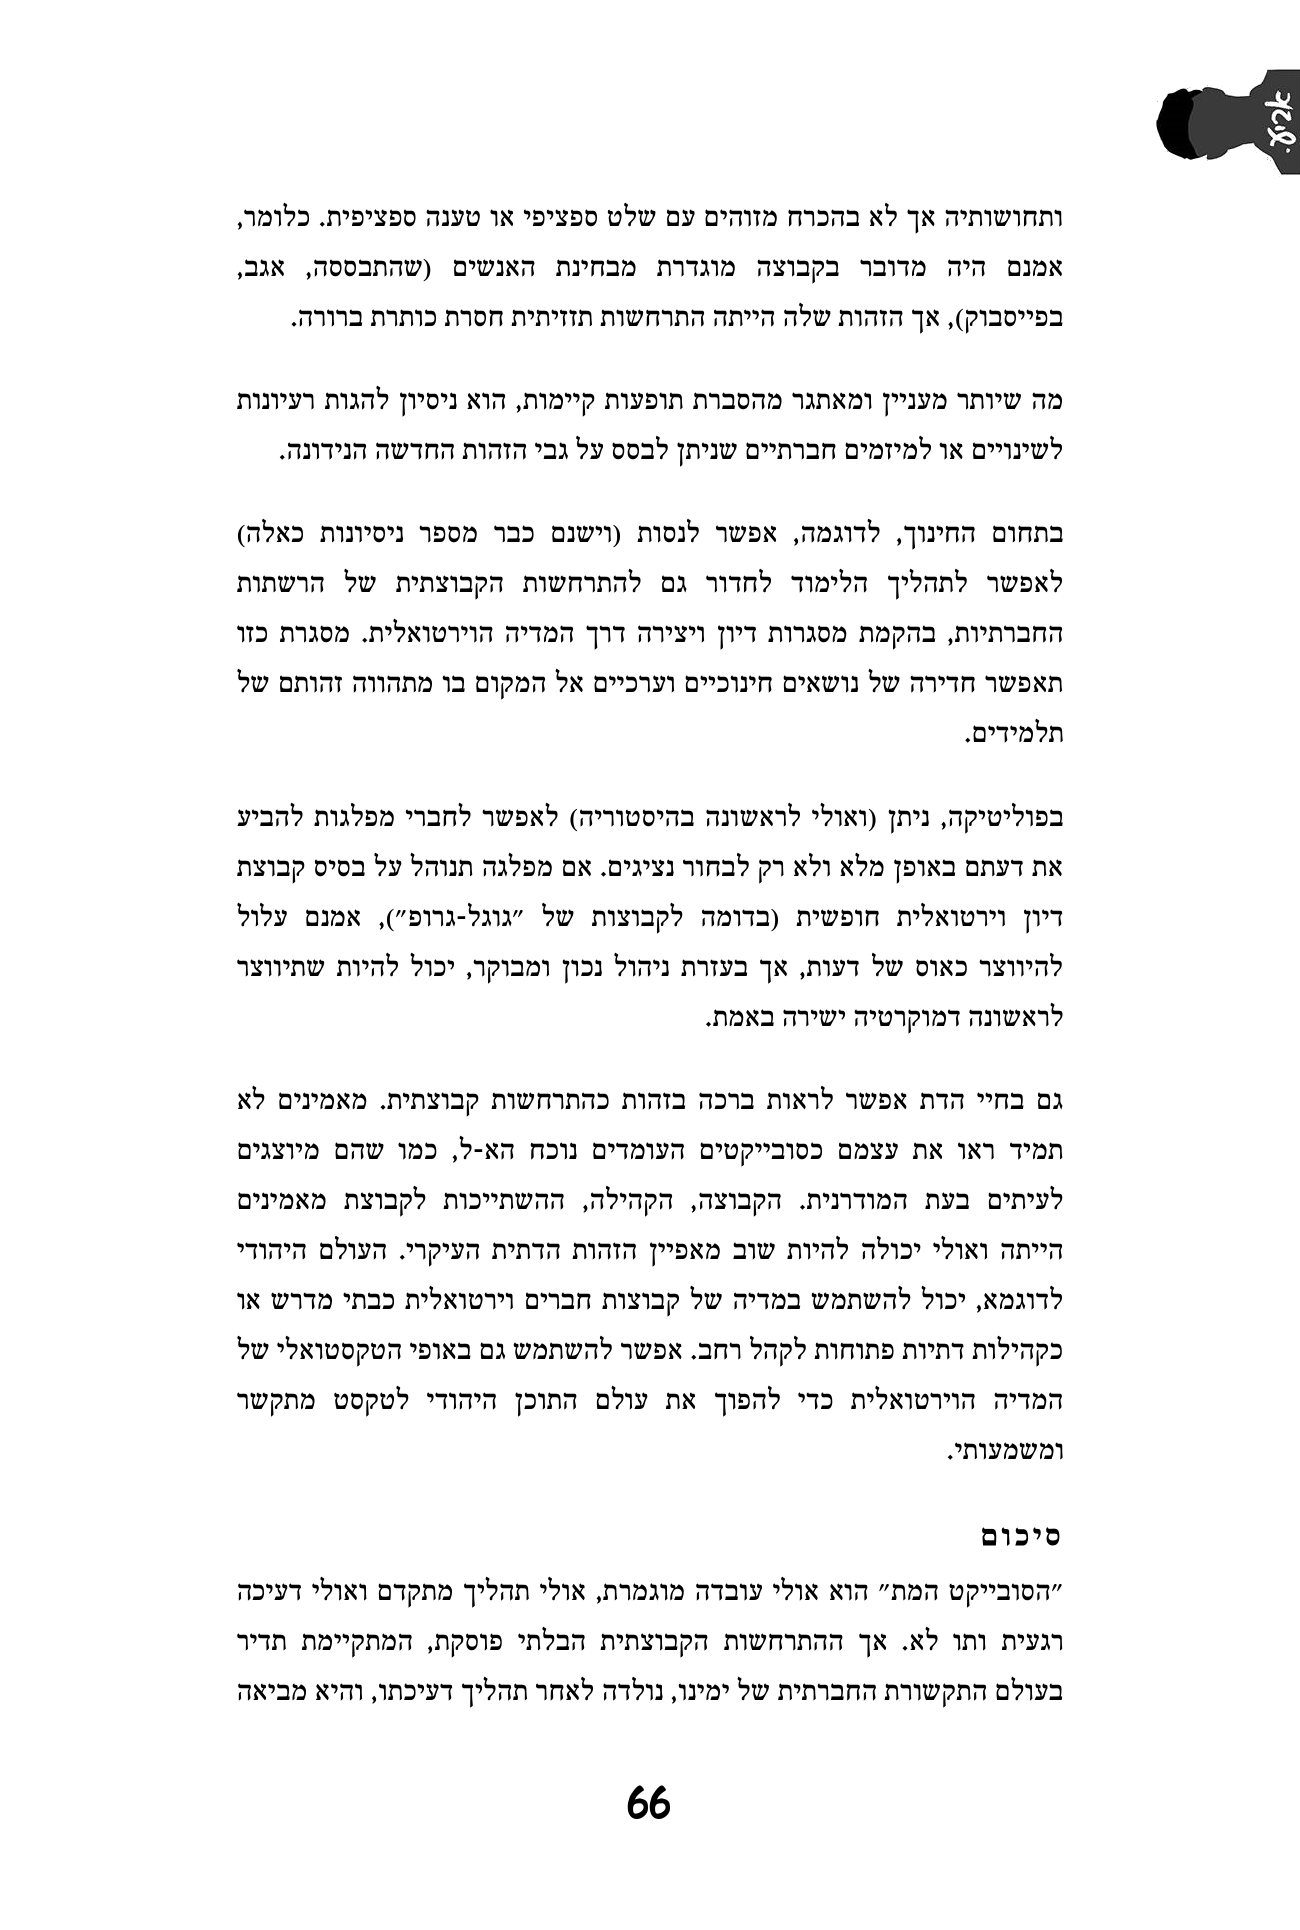 ותחושותיה אך לא בהכרח מזוהים עם שלט ספציפי או טענה ספציפית. כלומר,
אמנם היה מדובר בקבוצה מוגדרת מבחינת האנשים (שהתבססה, אגב,
בפייסבוק), אך הזהות שלה הייתה התרחשות תזזיתית חסרת כותרת ברורה.
מה שיותר מעניין ומאתגר מהסברת תופעות קיימות, הוא ניסיון להגות רעיונות
לשינויים או למיזמים חברתיים שניתן לבסס על גבי הזהות החדשה הנידונה.
בתחום החינוך, לדוגמה, אפשר לנסות (וישנם כבר מספר ניסיונות כאלה)
לאפשר לתהליך הלימוד לחדור גם להתרחשות הקבוצתית של הרשתות
החברתיות, בהקמת מסגרות דיון ויצירה דרך המדיה הוירטואלית. מסגרת כזו
תאפשר חדירה של נושאים חינוכיים וערכיים אל המקום בו מתהווה זהותם של
תלמידים.
בפוליטיקה, ניתן (ואולי לראשונה בהיסטוריה) לאפשר לחברי מפלגות להביע
את דעתם באופן מלא ולא רק לבחור נציגים. אם מפלגה תנוהל על בסיס קבוצת
דיון וירטואלית חופשית (בדומה לקבוצות של "גוגל-גרופ"), אמנם עלול
להיווצר כאוס של דעות, אך בעזרת ניהול נכון ומבוקר, יכול להיות שתיווצר
לראשונה דמוקרטיה ישירה באמת.
גם בחיי הדת אפשר לראות ברכה בזהות כהתרחשות קבוצתית. מאמינים לא
תמיד ראו את עצמם כסובייקטים העומדים נוכח הא-ל, כמו שהם מיוצגים
לעיתים בעת המודרנית. הקבוצה, הקהילה, ההשתייכות לקבוצת מאמינים
הייתה ואולי יכולה להיות שוב מאפיין הזהות הדתית העיקרי. העולם היהודי
לדוגמא, יכול להשתמש במדיה של קבוצות חברים וירטואלית כבתי מדרש או
כקהילות דתיות פתוחות לקהל רחב. אפשר להשתמש גם באופי הטקסטואלי של
המדיה הוירטואלית כדי להפוך את עולם התוכן היהודי לטקסט מתקשר
ומשמעותי.
סיכום
"הסובייקט המת" הוא אולי עובדה מוגמרת, אולי תהליך מתקדם ואולי דעיכה
רגעית ותו לא. אך ההתרחשות הקבוצתית הבלתי פוסקת, המתקיימת תדיר
בעולם התקשורת החברתית של ימינו, נולדה לאחר תהליך דעיכתו, והיא מביאה
66